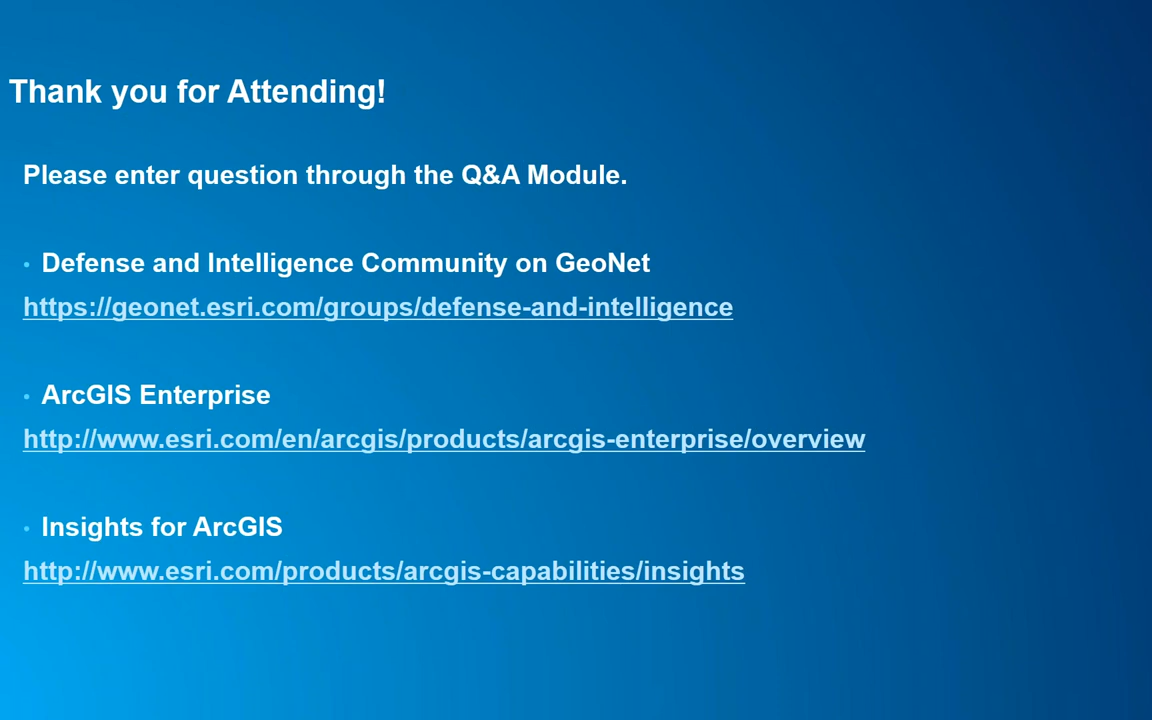 Thank you for Attending!
Please enter question through the Q&A Module.
• Defense and Intelligence Community on GeoNet
https://geonet.esri.com/groups/defense-and-intelligence
• ArcGIS Enterprise
http://www.esri.com/en/arcgis/products/arcgis-enterprise/overview
• Insights for ArcGIS
http://www.esri.com/products/arcgis-capabilities/insights